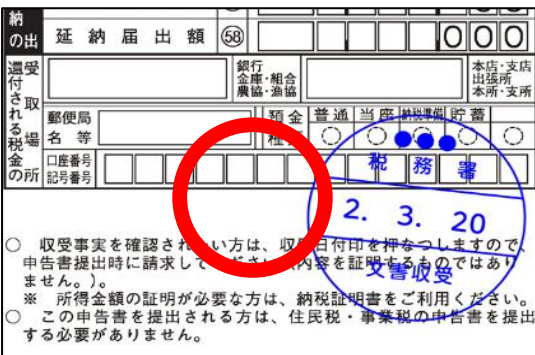 納の出 延納届出額 58 000
還付される税金の受取場所
銀行 金庫・組合 農協・漁協
本店・支店 出張所 本所・支所
郵便局名等
預金 普通 当座 納税準備 貯蓄
口座番号 記号番号
税務署
2. 3. 20
文書収受
○ 収受事実を確認され い方は、収 日付印を押なつしますので、
申告書提出時に請求して ださい 内容を証明するものではあり
ません。)。
※ 所得金額の証明が必要な方は、納税証明書をご利用ください。
○ この申告書を提出される方は、住民税・事業税の申告書を提出
する必要がありません。